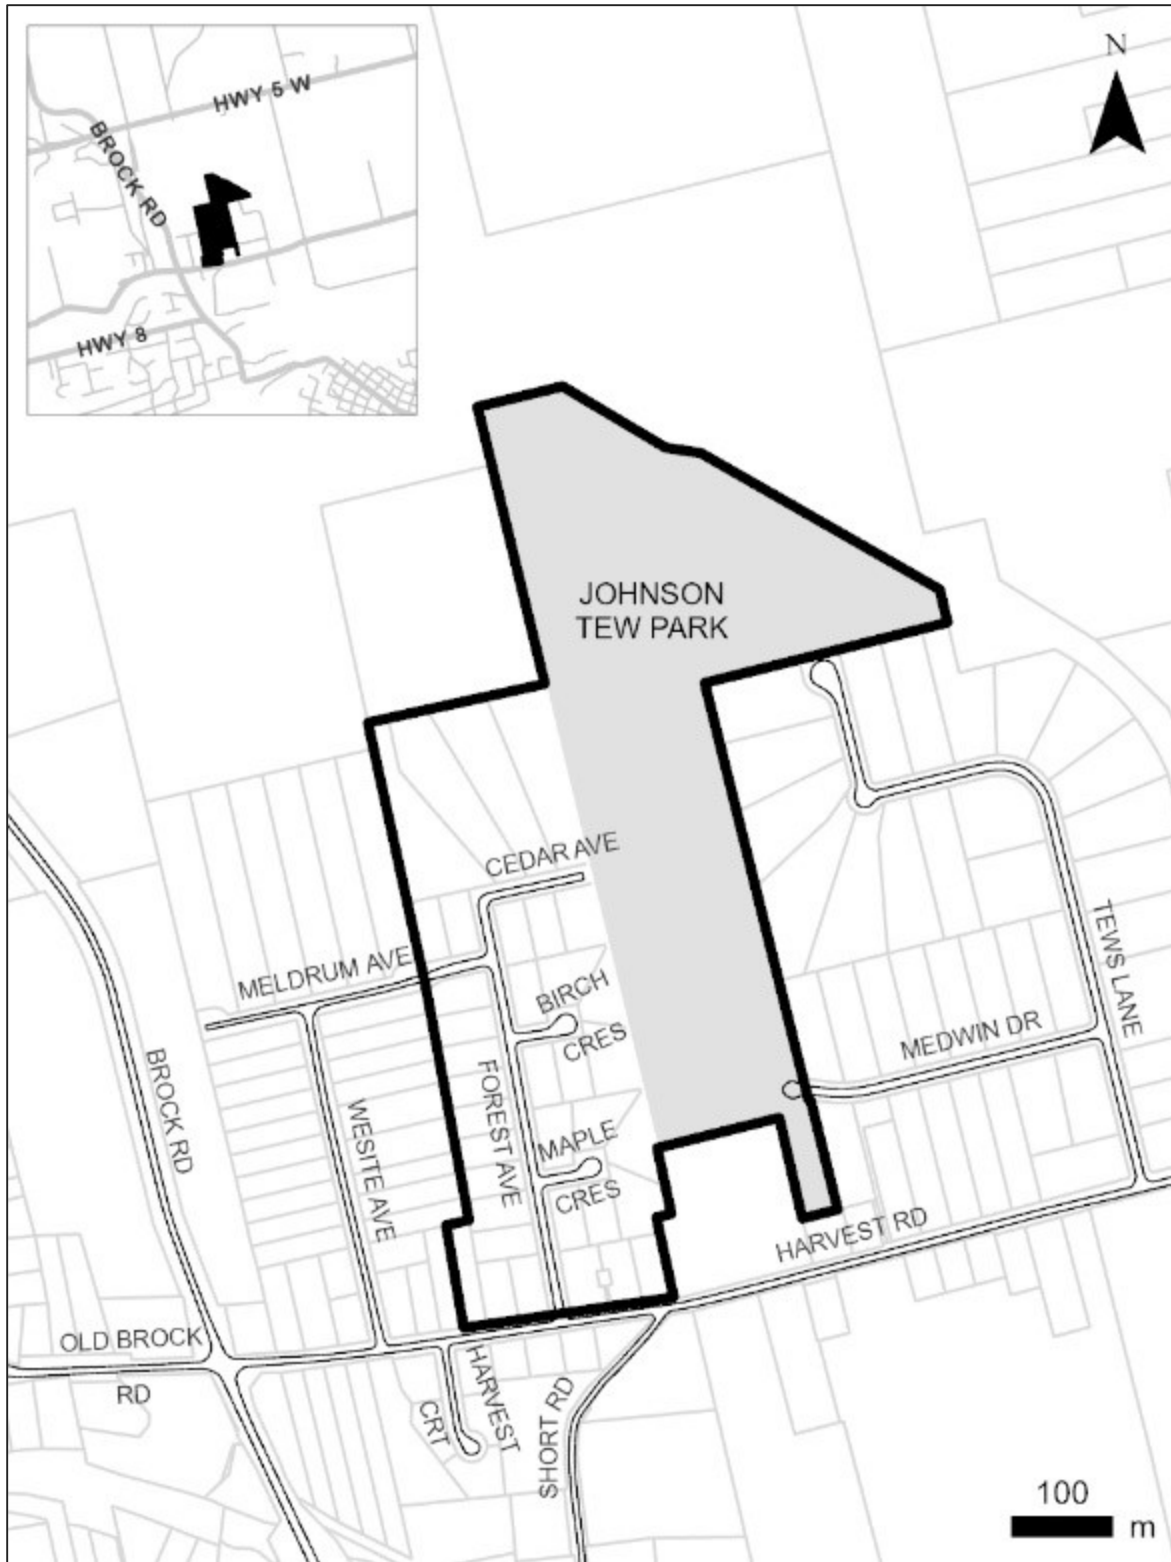 HWY 5 W
BROCK RD
HWY 8
N
JOHNSON
TEW PARK
CEDAR AVE
MELDRUM AVE
BIRCH
CRES
TEWS LANE
MEDWIN DR
BROCK RD
WESITE AVE
FOREST AVE
MAPLE
CRES
HARVEST RD
OLD BROCK
RD
HARVEST
CRT
SHORT RD
100
m